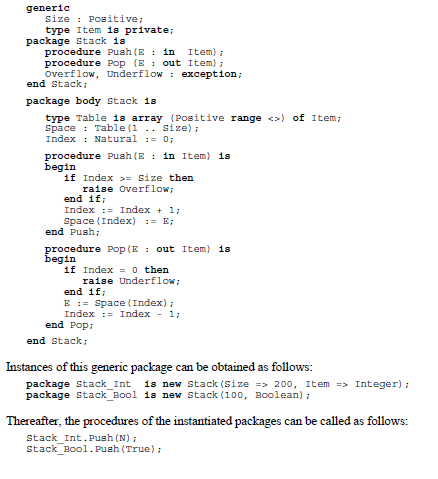 generic
Size : Positive;
type Item is private;
package Stack is
procedure Push(E : in Item);
procedure Pop (E : out Item);
Overflow, Underflow : exception;
end Stack;
package body Stack is
type Table is array (Positive range <>) of Item;
Space : Table(1 .. Size);
Index : Natural := 0;
procedure Push(E : in Item) is
begin
if Index >= Size then
raise Overflow;
end if;
Index := Index + 1;
Space(Index) := E;
end Push;
procedure Pop(E : out Item) is
begin
if Index = 0 then
raise Underflow;
end if;
E := Space(Index);
Index := Index - 1;
end Pop;
end Stack;
Instances of this generic package can be obtained as follows:
package Stack_Int is new Stack(Size => 200, Item => Integer);
package Stack_Bool is new Stack(100, Boolean);
Thereafter, the procedures of the instantiated packages can be called as follows:
Stack_Int.Push(N);
Stack_Bool.Push(True);